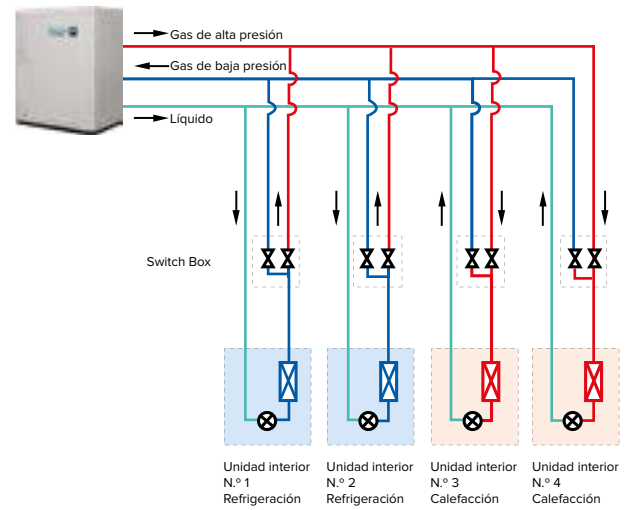 Gas de alta presión
Gas de baja presión
Líquido
Switch Box
Unidad interior
N.º 1
Refrigeración
Unidad interior
N.º 2
Refrigeración
Unidad interior
N.º 3
Calefacción
Unidad interior
N.º 4
Calefacción